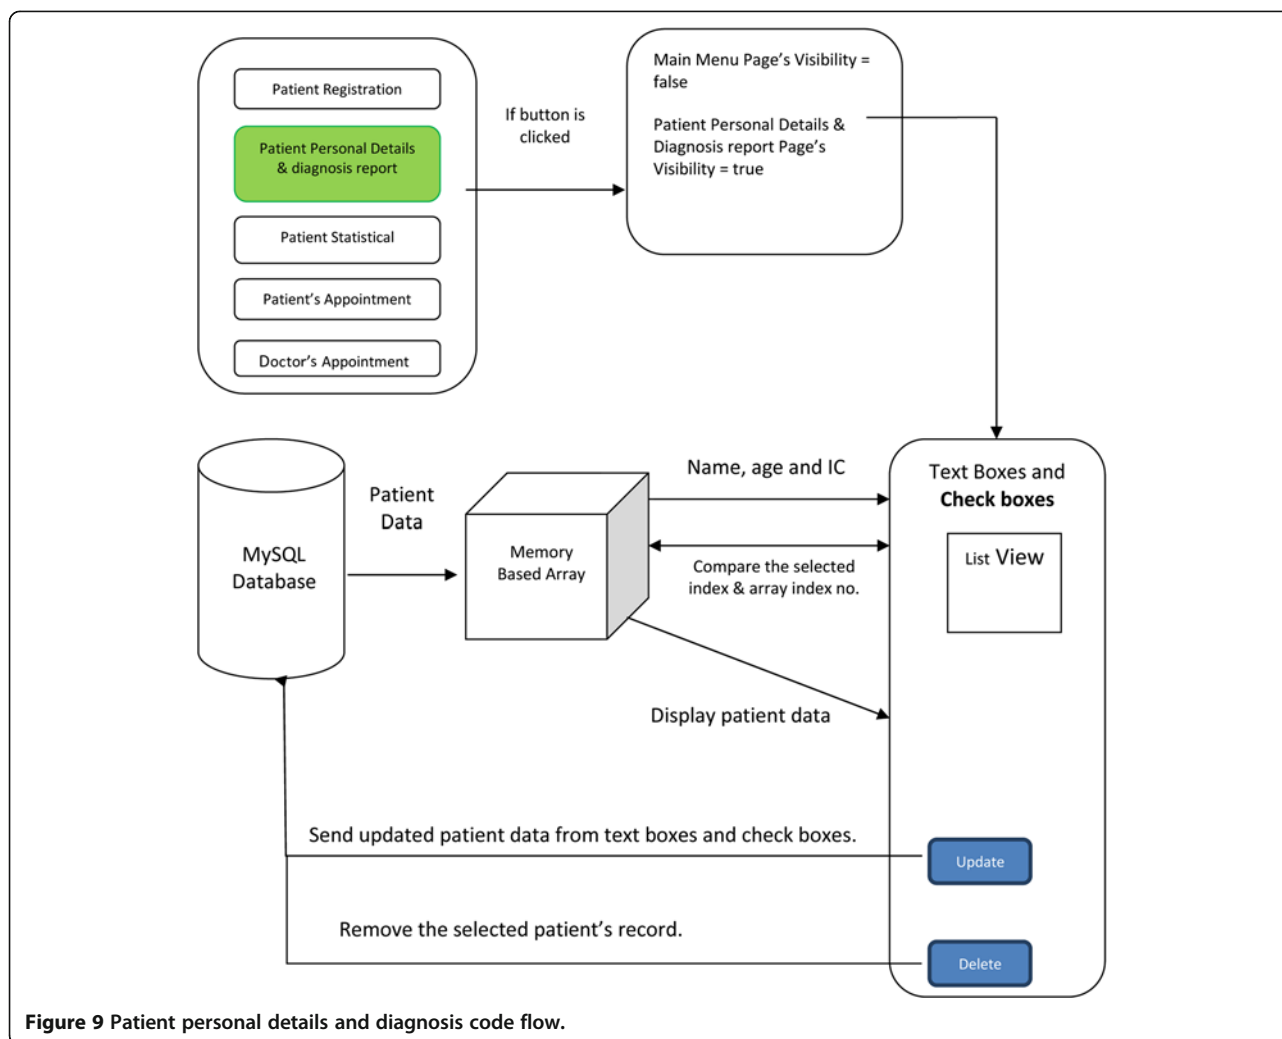 Patient Registration
Patient Personal Details
& diagnosis report
Patient Statistical
Patient's Appointment
Doctor's Appointment
If button is
clicked
Main Menu Page's Visibility =
false
Patient Personal Details &
Diagnosis report Page's
Visibility = true
MySQL
Database
Patient
Data
Memory
Based Array
Name, age and IC
Compare the selected
index & array index no.
Display patient data
Text Boxes and
Check boxes
List View
Send updated patient data from text boxes and check boxes.
Update
Remove the selected patient's record.
Delete
Figure 9 Patient personal details and diagnosis code flow.